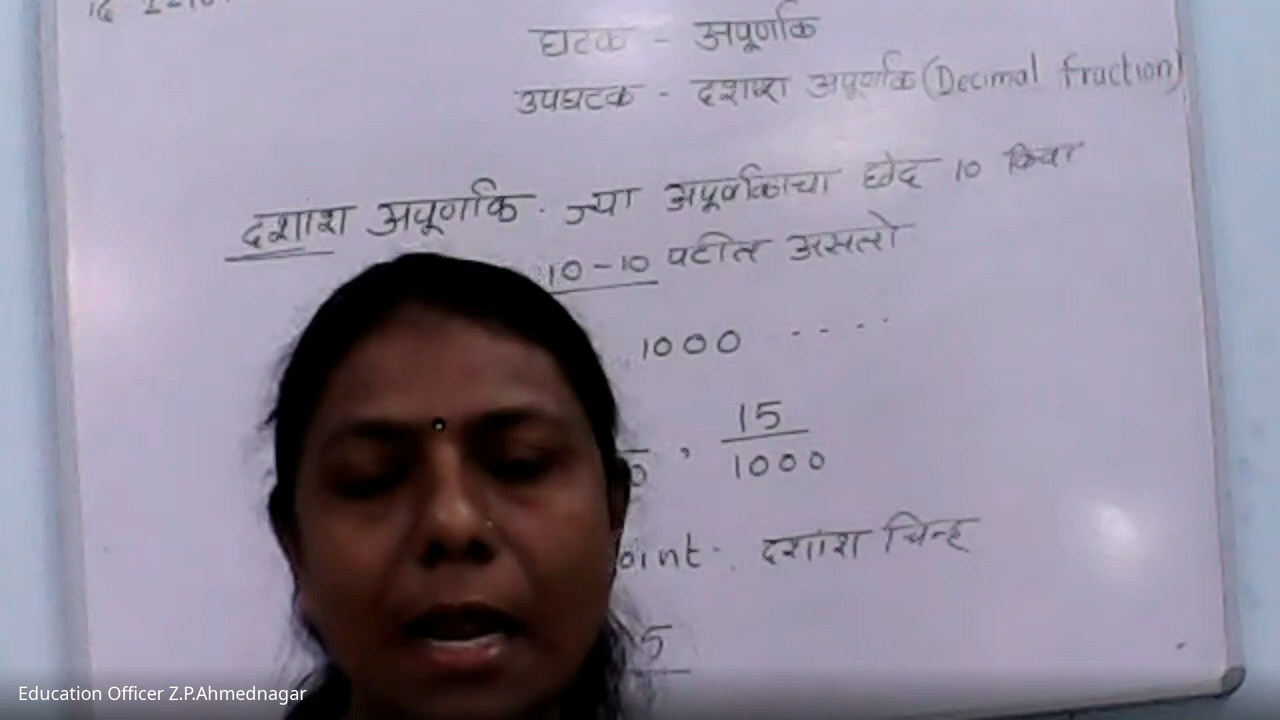 घटक - अपूर्णांक
उपघटक - दशांश अपूर्णांक (Decimal fraction)
दशांश अपूर्णांक. ज्या अपूर्णांकाचा छेद 10 किंवा
10-10 पटीत असतो
1000 ....
, 15/1000
oint. दशांश चिन्ह
5
Education Officer Z.P.Ahmednagar